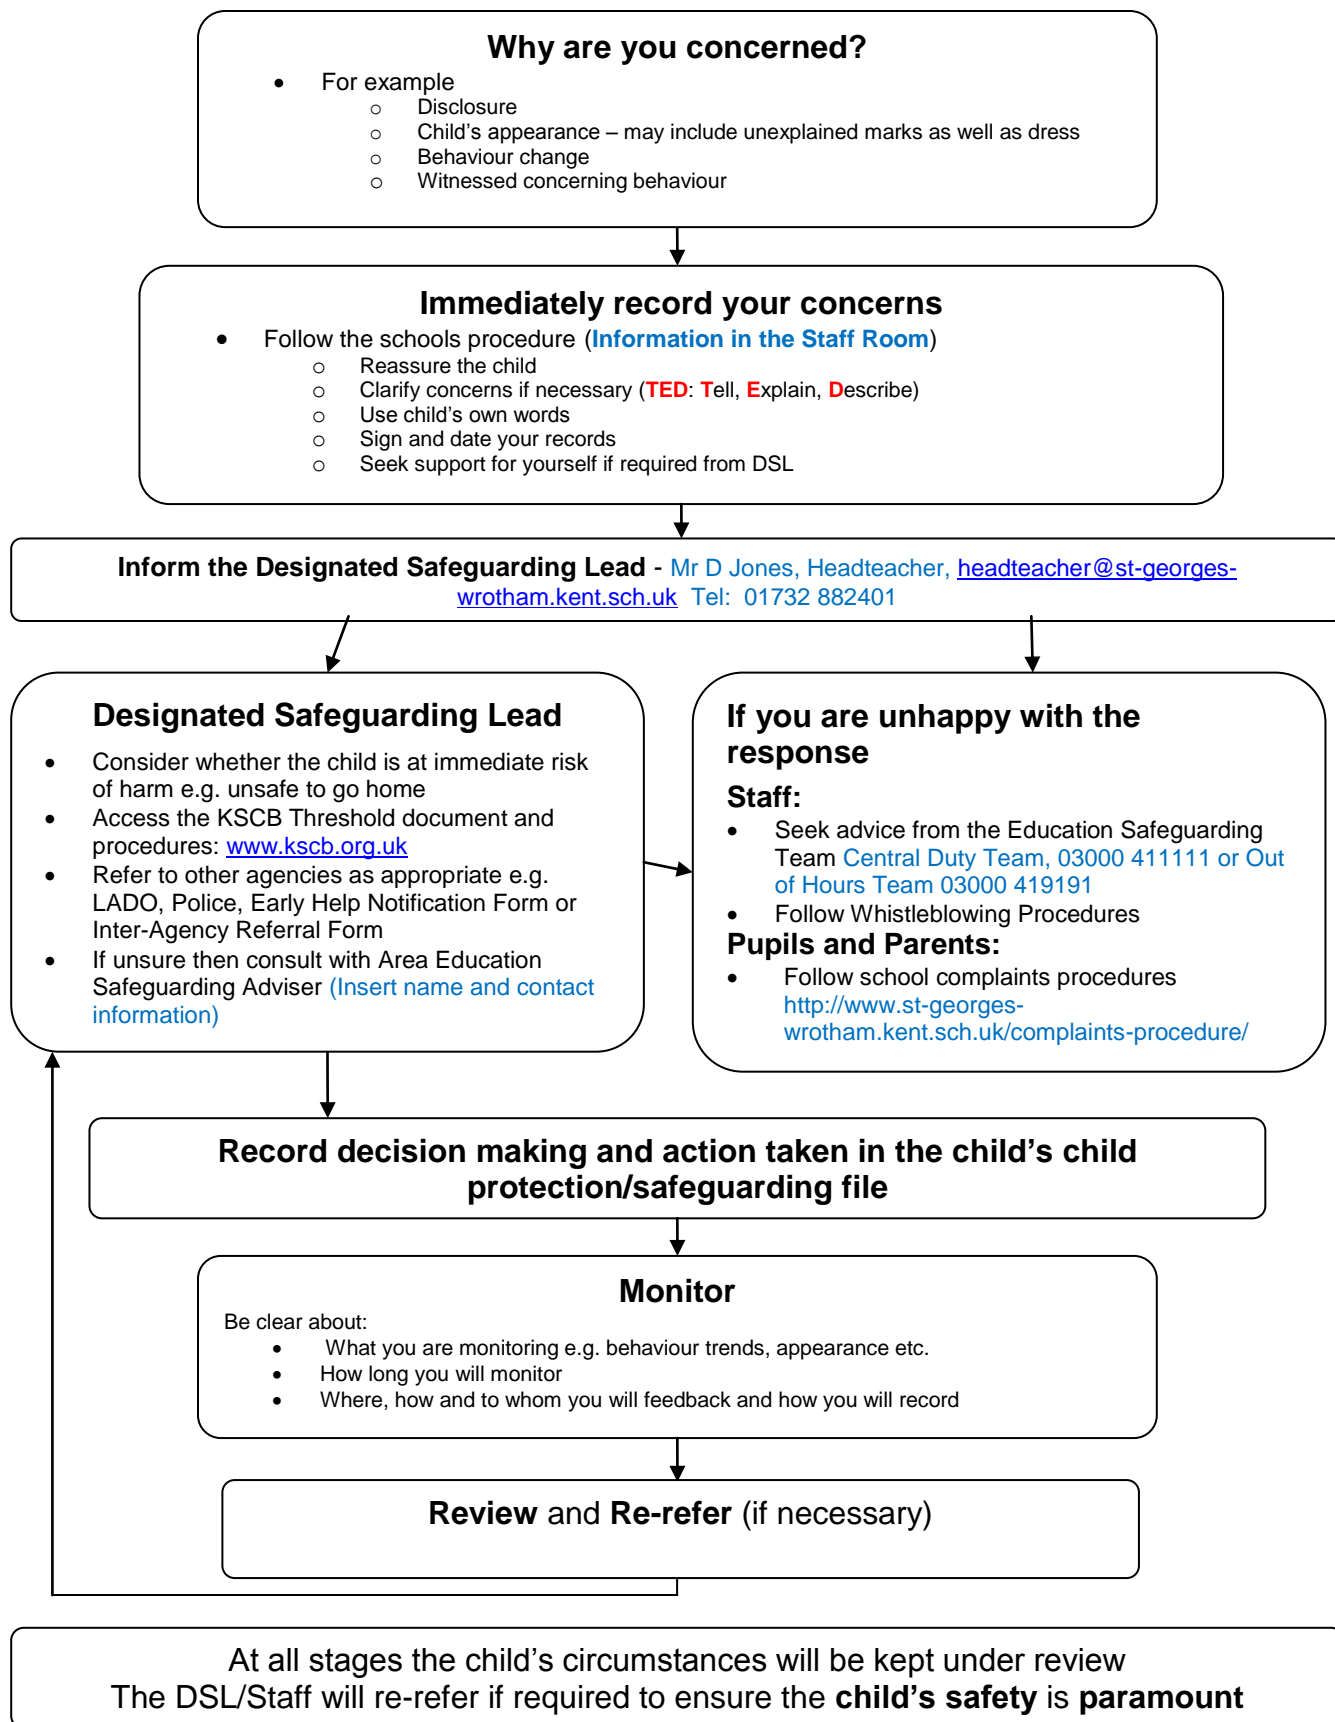 Why are you concerned?
• For example
o Disclosure
o Child’s appearance – may include unexplained marks as well as dress
o Behaviour change
o Witnessed concerning behaviour
Immediately record your concerns
• Follow the schools procedure (Information in the Staff Room)
o Reassure the child
o Clarify concerns if necessary (TED: Tell, Explain, Describe)
o Use child’s own words
o Sign and date your records
o Seek support for yourself if required from DSL
Inform the Designated Safeguarding Lead - Mr D Jones, Headteacher, headteacher@st-georges-
wrotham.kent.sch.uk Tel: 01732 882401
Designated Safeguarding Lead
• Consider whether the child is at immediate risk
of harm e.g. unsafe to go home
• Access the KSCB Threshold document and
procedures: www.kscb.org.uk
• Refer to other agencies as appropriate e.g.
LADO, Police, Early Help Notification Form or
Inter-Agency Referral Form
• If unsure then consult with Area Education
Safeguarding Adviser (Insert name and contact
information)
If you are unhappy with the
response
Staff:
• Seek advice from the Education Safeguarding
Team Central Duty Team, 03000 411111 or Out
of Hours Team 03000 419191
• Follow Whistleblowing Procedures
Pupils and Parents:
• Follow school complaints procedures
http://www.st-georges-
wrotham.kent.sch.uk/complaints-procedure/
Record decision making and action taken in the child’s child
protection/safeguarding file
Monitor
Be clear about:
• What you are monitoring e.g. behaviour trends, appearance etc.
• How long you will monitor
• Where, how and to whom you will feedback and how you will record
Review and Re-refer (if necessary)
At all stages the child’s circumstances will be kept under review
The DSL/Staff will re-refer if required to ensure the child’s safety is paramount